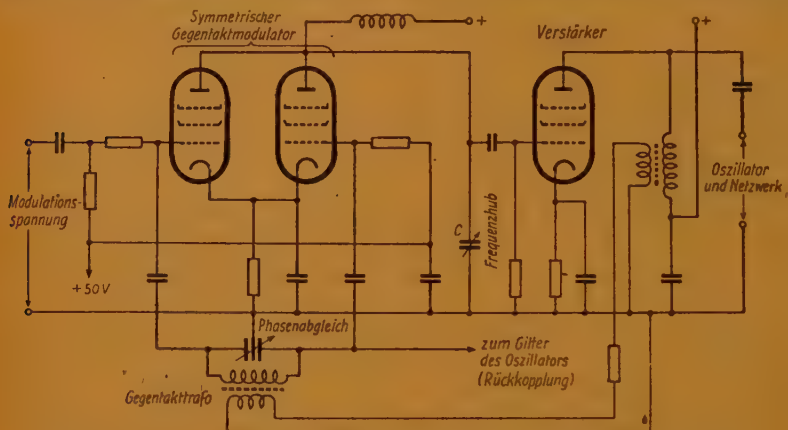 Symmetrischer
Gegentaktmodulator
+
Verstärker
+
Modulations-
spannung
+50V
C
Frequenzhub
Oszillator
und Netzwerk
Phasenabgleich
Gegentakttrafo
zum Gitter
des Oszillators
(Rückkopplung)